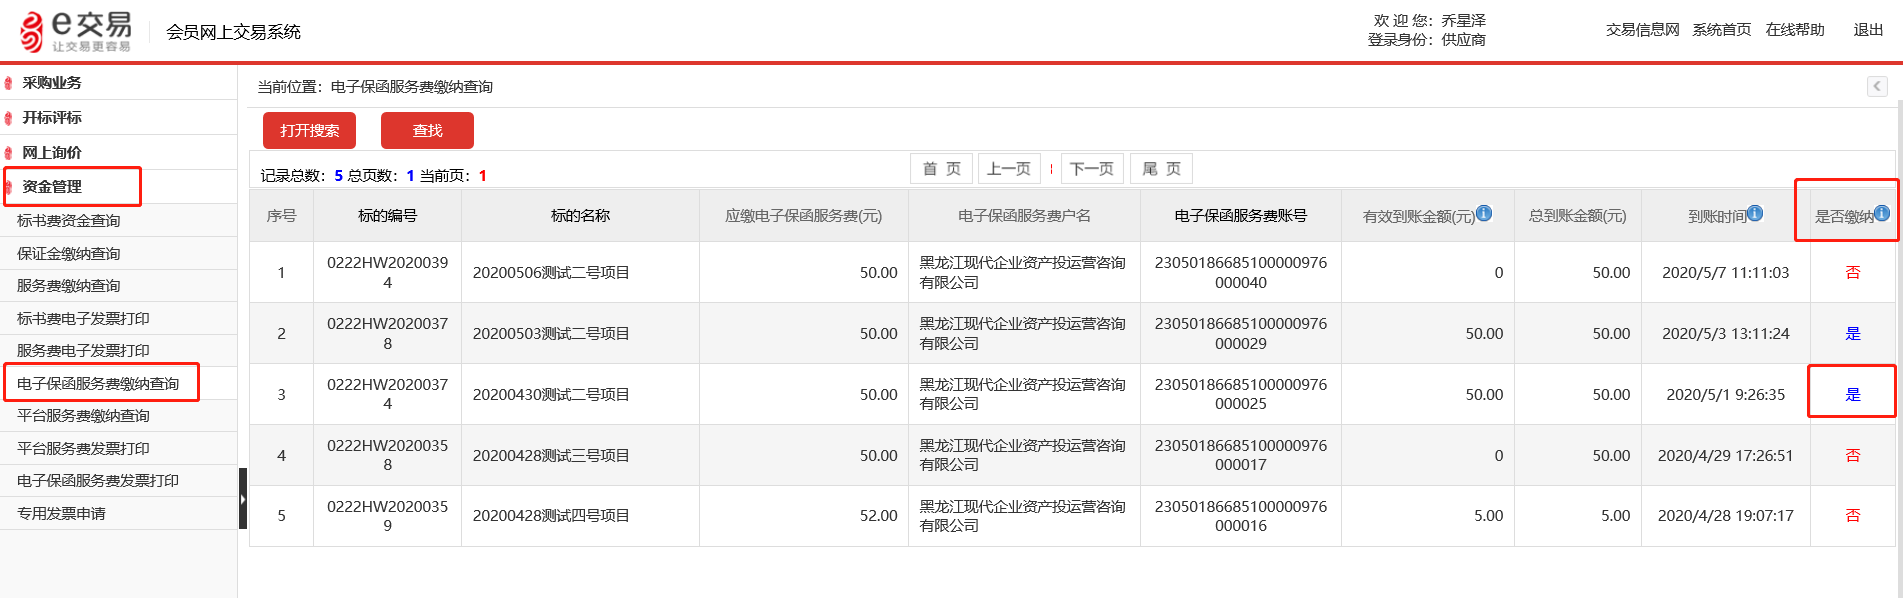 e交易
让交易更容易
会员网上交易系统
欢 迎 您：乔星泽
登录身份：供应商
交易信息网 系统首页 在线帮助 退出
采购业务
开标评标
网上询价
资金管理
标书费资金查询
保证金缴纳查询
服务费缴纳查询
标书费电子发票打印
服务费电子发票打印
电子保函服务费缴纳查询
平台服务费缴纳查询
平台服务费发票打印
电子保函服务费发票打印
专用发票申请
当前位置：电子保函服务费缴纳查询
打开搜索 查找
记录总数：5 总页数：1 当前页：1
首 页 上一页 下一页 尾 页
序号 标的编号 标的名称 应缴电子保函服务费(元) 电子保函服务费户名 电子保函服务费账号 有效到账金额(元) 总到账金额(元) 到账时间 是否缴纳
1 0222HW2020039 20200506测试二号项目 50.00 黑龙江现代企业资产投运营咨询 23050186685100000976 0 50.00 2020/5/7 11:11:03 否
4 有限公司 000040
2 0222HW2020037 20200503测试二号项目 50.00 黑龙江现代企业资产投运营咨询 23050186685100000976 50.00 50.00 2020/5/3 13:11:24 是
8 有限公司 000029
3 0222HW2020037 20200430测试二号项目 50.00 黑龙江现代企业资产投运营咨询 23050186685100000976 50.00 50.00 2020/5/1 9:26:35 是
4 有限公司 000025
4 0222HW2020035 20200428测试三号项目 50.00 黑龙江现代企业资产投运营咨询 23050186685100000976 0 50.00 2020/4/29 17:26:51 否
8 有限公司 000017
5 0222HW2020035 20200428测试四号项目 52.00 黑龙江现代企业资产投运营咨询 23050186685100000976 5.00 5.00 2020/4/28 19:07:17 否
9 有限公司 000016